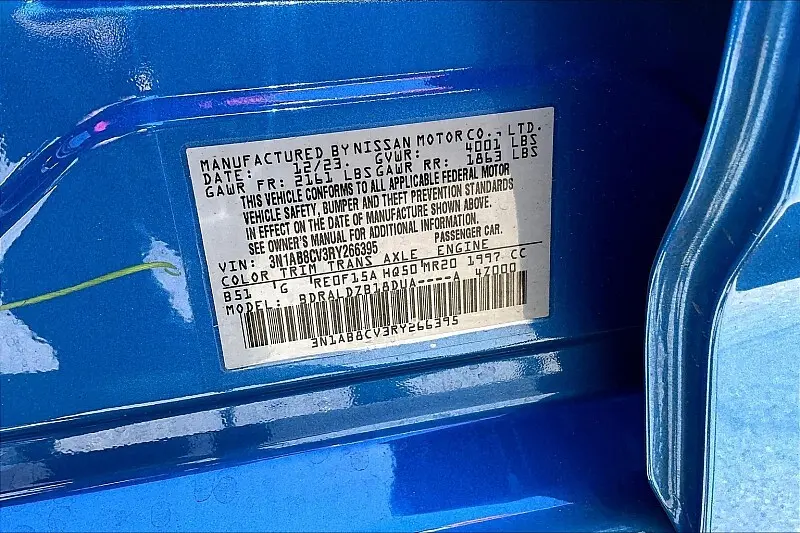 MANUFACTURED BY NISSAN MOTOR CO., LTD.
DATE: 12/23. GVWR: 4001 LBS
GAWR FR: 2161 LBS GAWR RR: 1863 LBS
THIS VEHICLE CONFORMS TO ALL APPLICABLE FEDERAL MOTOR
VEHICLE SAFETY, BUMPER AND THEFT PREVENTION STANDARDS
IN EFFECT ON THE DATE OF MANUFACTURE SHOWN ABOVE.
SEE OWNER'S MANUAL FOR ADDITIONAL INFORMATION.
VIN: 3N1AB8CV3RY266395 PASSENGER CAR.
COLOR TRIM TRANS AXLE ENGINE
B51 'G RE0F15A HQ50 MR20 1997 CC
MODEL: BDRALDZB18DUA----A 47000
3N1AB8CV3RY266395